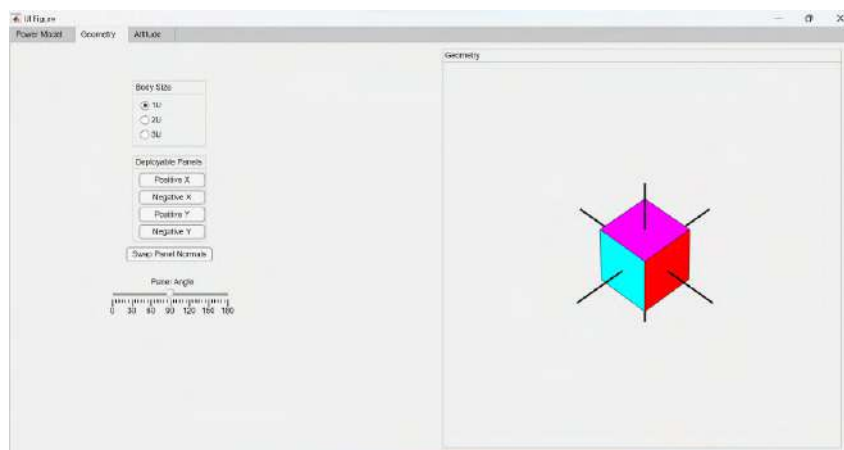 UI Figure
Power Model Geometry Attitude
Geometry
Body Size
1U
2U
3U
Deployable Panels
Positive X
Negative X
Positive Y
Negative Y
Swap Panel Normals
Panel Angle
0 30 60 90 120 150 180